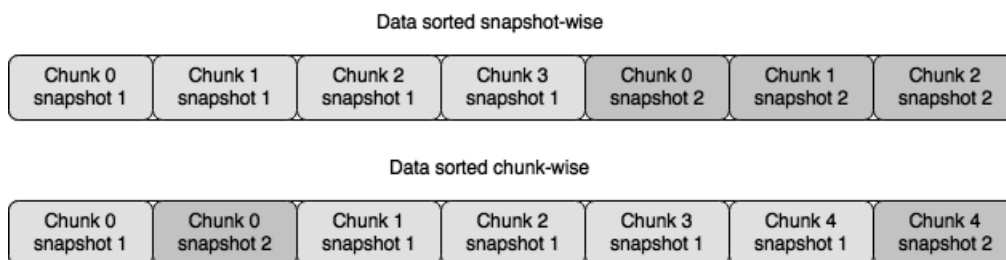 Data sorted snapshot-wise
Chunk 0 Chunk 1 Chunk 2 Chunk 3 Chunk 0 Chunk 1 Chunk 2
snapshot 1 snapshot 1 snapshot 1 snapshot 1 snapshot 2 snapshot 2 snapshot 2
Data sorted chunk-wise
Chunk 0 Chunk 0 Chunk 1 Chunk 2 Chunk 3 Chunk 4 Chunk 4
snapshot 1 snapshot 2 snapshot 1 snapshot 1 snapshot 1 snapshot 1 snapshot 2